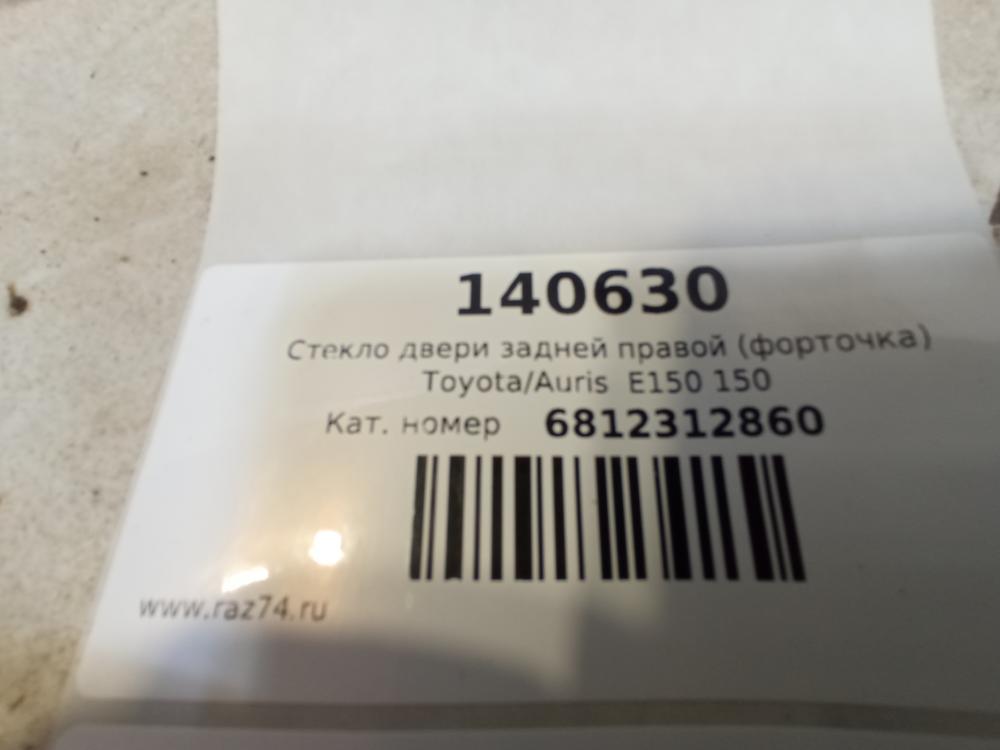 140630
Стекло двери задней правой (форточка)
Toyota/Auris E150 150
Кат. номер 6812312860
www.raz74.ru